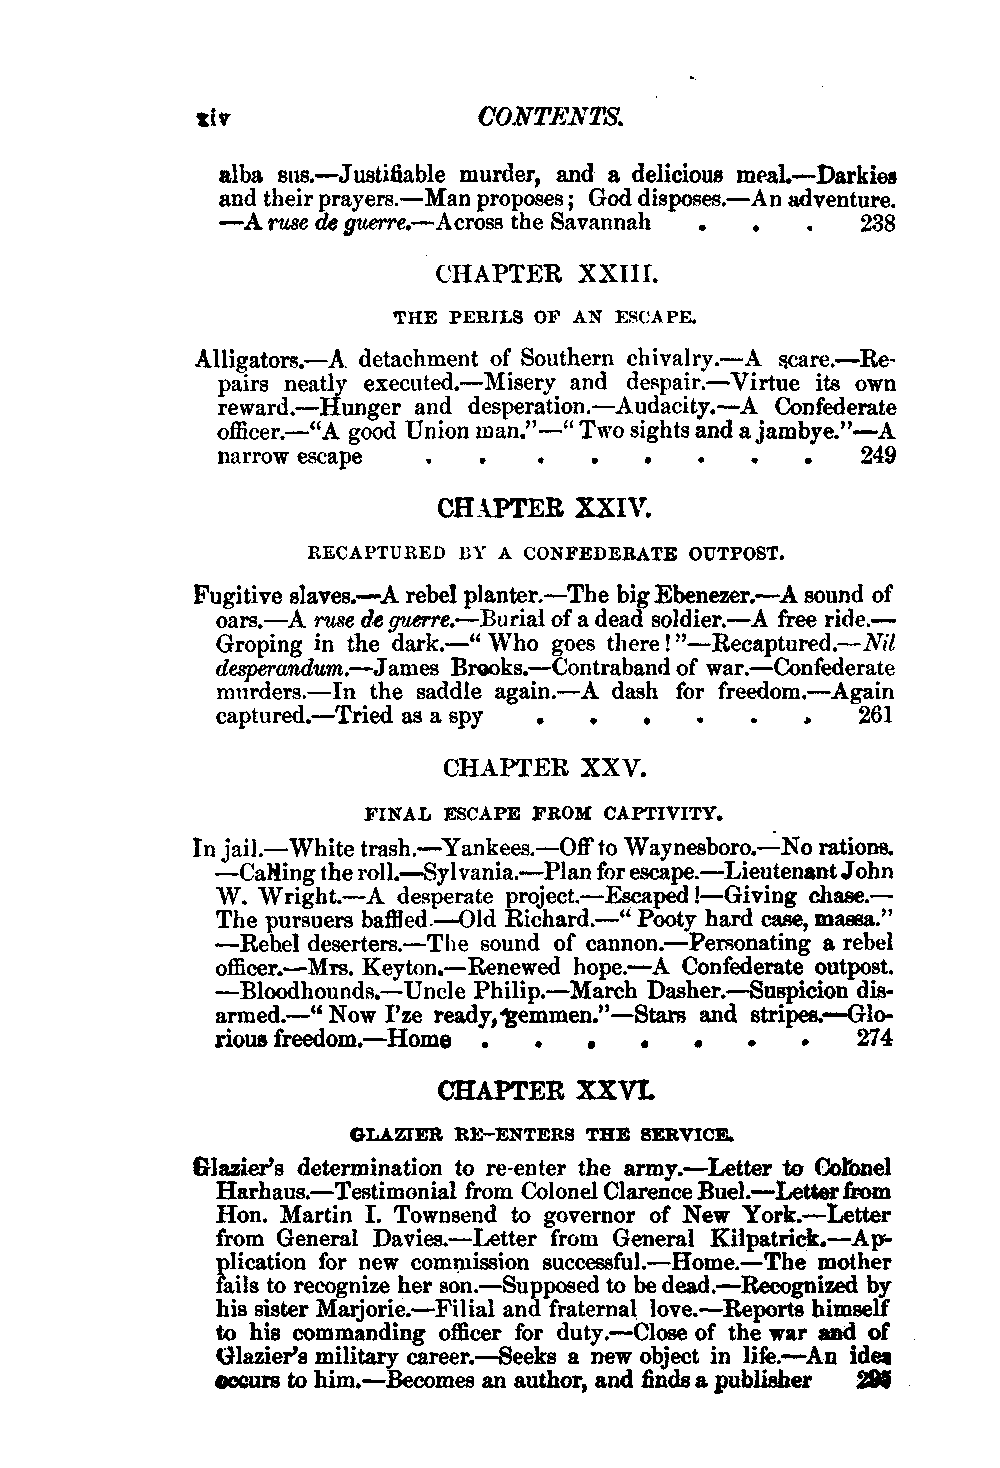 xiv CONTENTS.
alba sus.—Justifiable murder, and a delicious meal.—Darkies
and their prayers.—Man proposes; God disposes.—An adventure.
—A ruse de guerre.—Across the Savannah . . . 238
CHAPTER XXIII.
THE PERILS OF AN ESCAPE.
Alligators.—A detachment of Southern chivalry.—A scare.—Re-
pairs neatly executed.—Misery and despair.—Virtue its own
reward.—Hunger and desperation.—Audacity.—A Confederate
officer.—“A good Union man.”—“Two sights and a jambye.”—A
narrow escape . . . . . . . . 249
CHAPTER XXIV.
RECAPTURED BY A CONFEDERATE OUTPOST.
Fugitive slaves.—A rebel planter.—The big Ebenezer.—A sound of
oars.—A ruse de guerre.—Burial of a dead soldier.—A free ride.—
Groping in the dark.—“Who goes there!”—Recaptured.—Nil
desperandum.—James Brooks.—Contraband of war.—Confederate
murders.—In the saddle again.—A dash for freedom.—Again
captured.—Tried as a spy . . . . . . 261
CHAPTER XXV.
FINAL ESCAPE FROM CAPTIVITY.
In jail.—White trash.—Yankees.—Off to Waynesboro.—No rations.
—Calling the roll.—Sylvania.—Plan for escape.—Lieutenant John
W. Wright.—A desperate project.—Escaped!—Giving chase.—
The pursuers baffled.—Old Richard.—“Pooty hard case, massa.”
—Rebel deserters.—The sound of cannon.—Personating a rebel
officer.—Mrs. Keyton.—Renewed hope.—A Confederate outpost.
—Bloodhounds.—Uncle Philip.—March Dasher.—Suspicion dis-
armed.—“Now I'ze ready, gemmen.”—Stars and stripes.—Glo-
rious freedom.—Home . . . . . . . 274
CHAPTER XXVI.
GLAZIER RE-ENTERS THE SERVICE.
Glazier's determination to re-enter the army.—Letter to Colonel
Harhaus.—Testimonial from Colonel Clarence Buel.—Letter from
Hon. Martin I. Townsend to governor of New York.—Letter
from General Davies.—Letter from General Kilpatrick.—Ap-
plication for new commission successful.—Home.—The mother
fails to recognize her son.—Supposed to be dead.—Recognized by
his sister Marjorie.—Filial and fraternal love.—Reports himself
to his commanding officer for duty.—Close of the war and of
Glazier's military career.—Seeks a new object in life.—An idea
occurs to him.—Becomes an author, and finds a publisher 295